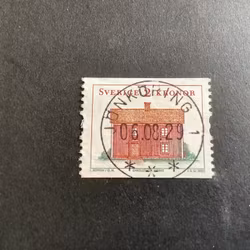 SVERIGE 2 KRONOR
JÖNKÖPING 1
06.08.29